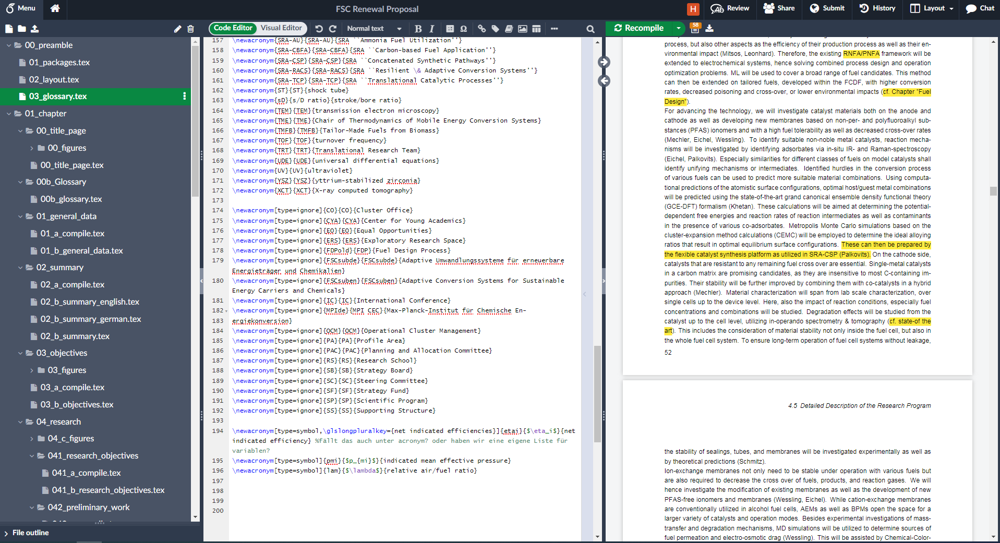 Menu
FSC Renewal Proposal
H
Review
Share
Submit
History
Layout
Chat
Code Editor
Visual Editor
Normal text
B
I
Ω
Recompile
58
00_preamble
01_packages.tex
02_layout.tex
03_glossary.tex
01_chapter
00_title_page
00_figures
00_title_page.tex
00b_Glossary
00b_glossary.tex
01_general_data
01_a_compile.tex
01_b_general_data.tex
02_summary
02_a_compile.tex
02_b_summary_english.tex
02_b_summary_german.tex
02_b_summary.tex
03_objectives
03_figures
03_a_compile.tex
03_b_objectives.tex
04_research
04_c_figures
041_research_objectives
041_a_compile.tex
041_b_research_objectives.tex
042_preliminary_work
File outline
157 \newacronym{SRA-AU}{SRA-AU}{SRA ``Ammonia Fuel Utilization''}
158 \newacronym{SRA-CBFA}{SRA-CBFA}{SRA ``Carbon-based Fuel Application''}
159 \newacronym{SRA-CSP}{SRA-CSP}{SRA ``Concatenated Synthetic Pathways''}
160 \newacronym{SRA-RACS}{SRA-RACS}{SRA ``Resilient \& Adaptive Conversion Systems''}
161 \newacronym{SRA-TCP}{SRA-TCP}{SRA ``Translational Catalytic Processes''}
162 \newacronym{ST}{ST}{shock tube}
163 \newacronym{sD}{s/D ratio}{stroke/bore ratio}
164 \newacronym{TEM}{TEM}{transmission electron microscopy}
165 \newacronym{TME}{TME}{Chair of Thermodynamics of Mobile Energy Conversion Systems}
166 \newacronym{TMFB}{TMFB}{Tailor-Made Fuels from Biomass}
167 \newacronym{TOF}{TOF}{turnover frequency}
168 \newacronym{TRT}{TRT}{Translational Research Team}
169 \newacronym{UDE}{UDE}{universal differential equations}
170 \newacronym{UV}{UV}{ultraviolet}
171 \newacronym{YSZ}{YSZ}{yttrium-stabilized zirconia}
172 \newacronym{XCT}{XCT}{X-ray computed tomography}
173
174 \newacronym[type=ignore]{CO}{CO}{Cluster Office}
175 \newacronym[type=ignore]{CYA}{CYA}{Center for Young Academics}
176 \newacronym[type=ignore]{EO}{EO}{Equal Opportunities}
177 \newacronym[type=ignore]{ERS}{ERS}{Exploratory Research Space}
178 \newacronym[type=ignore]{FDPold}{FDP}{Fuel Design Process}
179 \newacronym[type=ignore]{FSCsubde}{FSCsubde}{Adaptive Umwandlungssysteme für erneuerbare
Energieträger und Chemikalien}
180 \newacronym[type=ignore]{FSCsuben}{FSCsuben}{Adaptive Conversion Systems for Sustainable
Energy Carriers and Chemicals}
181 \newacronym[type=ignore]{IC}{IC}{International Conference}
182 \newacronym[type=ignore]{MPIde}{MPI CEC}{Max-Planck-Institut für Chemische En-
183 ergiekonversion}
184 \newacronym[type=ignore]{OCM}{OCM}{Operational Cluster Management}
185 \newacronym[type=ignore]{PA}{PA}{Profile Area}
186 \newacronym[type=ignore]{PAC}{PAC}{Planning and Allocation Committee}
187 \newacronym[type=ignore]{RS}{RS}{Research School}
188 \newacronym[type=ignore]{SB}{SB}{Strategy Board}
189 \newacronym[type=ignore]{SC}{SC}{Steering Committee}
190 \newacronym[type=ignore]{SF}{SF}{Strategy Fund}
191 \newacronym[type=ignore]{SP}{SP}{Scientific Program}
192 \newacronym[type=ignore]{SS}{SS}{Supporting Structure}
193
194 \newacronym[type=symbol,\glslongpluralkey={net indicated efficiencies}]{etai}{$\eta_i$}{net
indicated efficiency} %fällt das auch unter acronym? oder haben wir eine eigene Liste für
variablen?
195 \newacronym[type=symbol]{pmi}{$p_{mi}$}{indicated mean effective pressure}
196 \newacronym[type=symbol]{lam}{$\lambda$}{relative air/fuel ratio}
197
198
199
200
process, but also other aspects as the efficiency of their production process as well as their en-
vironmental impact (Mitsos, Leonhard). Therefore, the existing RNFA/PNFA framework will be
extended to electrochemical systems, hence solving combined process design and operation
optimization problems. ML will be used to cover a broad range of fuel candidates. This method
can then be extended on tailored fuels, developed within the FCDF, with higher conversion
rates, decreased poisoning and cross-over, or lower environmental impacts (cf. Chapter "Fuel
Design").
For advancing the technology, we will investigate catalyst materials both on the anode and
cathode as well as developing new membranes based on non-per- and polyfluoroalkyl sub-
stances (PFAS) ionomers and with a high fuel tolerability as well as decreased cross-over rates
(Mechler, Eichel, Wessling). To identify suitable non-noble metal catalysts, reaction mecha-
nisms will be investigated by identifying adsorbates via in-situ IR- and Raman-spectroscopy
(Eichel, Palkovits). Especially similarities for different classes of fuels on model catalysts shall
identify unifying mechanisms or intermediates. Identified hurdles in the conversion process
of various fuels can be used to predict more suitable material combinations. Using computa-
tional predictions of the atomistic surface configurations, optimal host/guest metal combinations
will be predicted using the state-of-the-art grand canonical ensemble density functional theory
(GCE-DFT) formalism (Khetan). These calculations will be aimed at determining the potential-
dependent free energies and reaction rates of reaction intermediates as well as contaminants
in the presence of various co-adsorbates. Metropolis Monte Carlo simulations based on the
cluster-expansion method calculations (CEMC) will be employed to determine the ideal alloying
ratios that result in optimal equilibrium surface configurations. These can then be prepared by
the flexible catalyst synthesis platform as utilized in SRA-CSP (Palkovits). On the cathode side,
catalysts that are resistant to any remaining fuel cross over are essential. Single-metal catalysts
in a carbon matrix are promising candidates, as they are insensitive to most C-containing im-
purities. Their stability will be further improved by combining them with co-catalysts in a hybrid
approach (Mechler). Material characterization will span from lab scale characterization, over
single cells up to the device level. Here, also the impact of reaction conditions, especially fuel
concentrations and combinations will be studied. Degradation effects will be studied from the
catalyst up to the cell level, utilizing in-operando spectrometry & tomography (cf. state-of the
art). This includes the consideration of material stability not only inside the fuel cell, but also in
the whole fuel cell system. To ensure long-term operation of fuel cell systems without leakage,
52
4.5 Detailed Description of the Research Program
the stability of sealings, tubes, and membranes will be investigated experimentally as well as
by theoretical predictions (Schmitz).
Ion-exchange membranes not only need to be stable under operation with various fuels but
are also required to decrease the cross over of fuels, products, and reaction gases. We will
hence investigate the modification of existing membranes as well as the development of new
PFAS-free ionomers and membranes (Wessling, Eichel). While cation-exchange membranes
are conventionally utilized in alcohol fuel cells, AEMs as well as BPMs open the space for a
larger variety of catalysts and operation modes. Besides experimental investigations of mass-
transfer and degradation mechanisms, MD simulations will be utilized to determine sources of
fuel permeation and electro-osmotic drag (Wessling). This will be assisted by Chemical-Color-